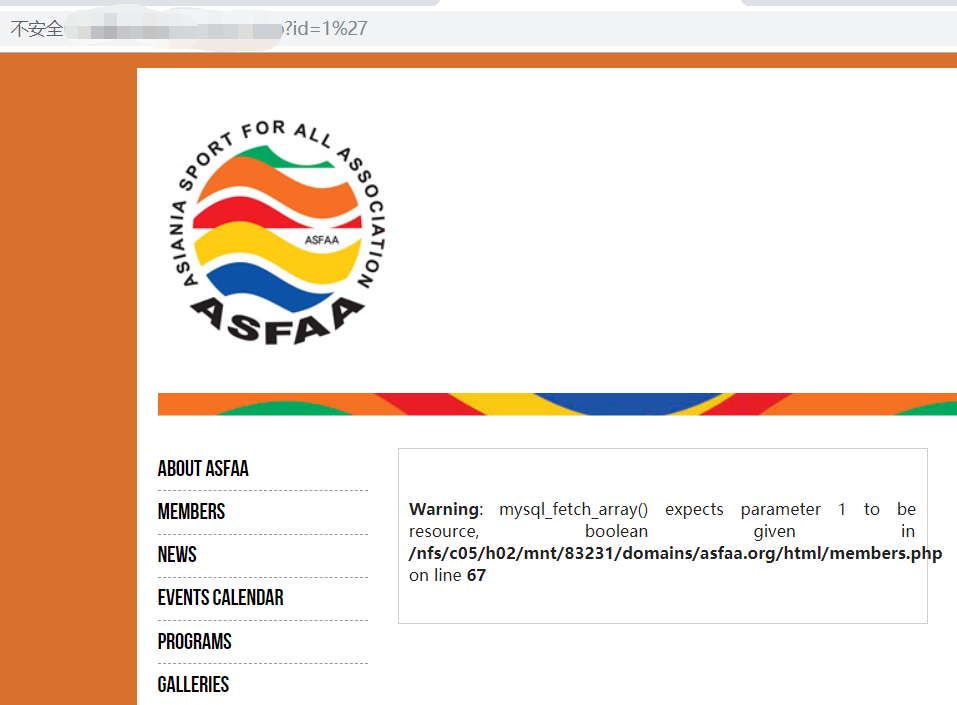 不安全
?id=1%27
ASIANIA SPORT FOR ALL ASSOCIATION
ASFAA
ASFAA
ABOUT ASFAA
MEMBERS
NEWS
EVENTS CALENDAR
PROGRAMS
GALLERIES
Warning: mysql_fetch_array() expects parameter 1 to be
resource, boolean given in
/nfs/c05/h02/mnt/83231/domains/asfaa.org/html/members.php
on line 67